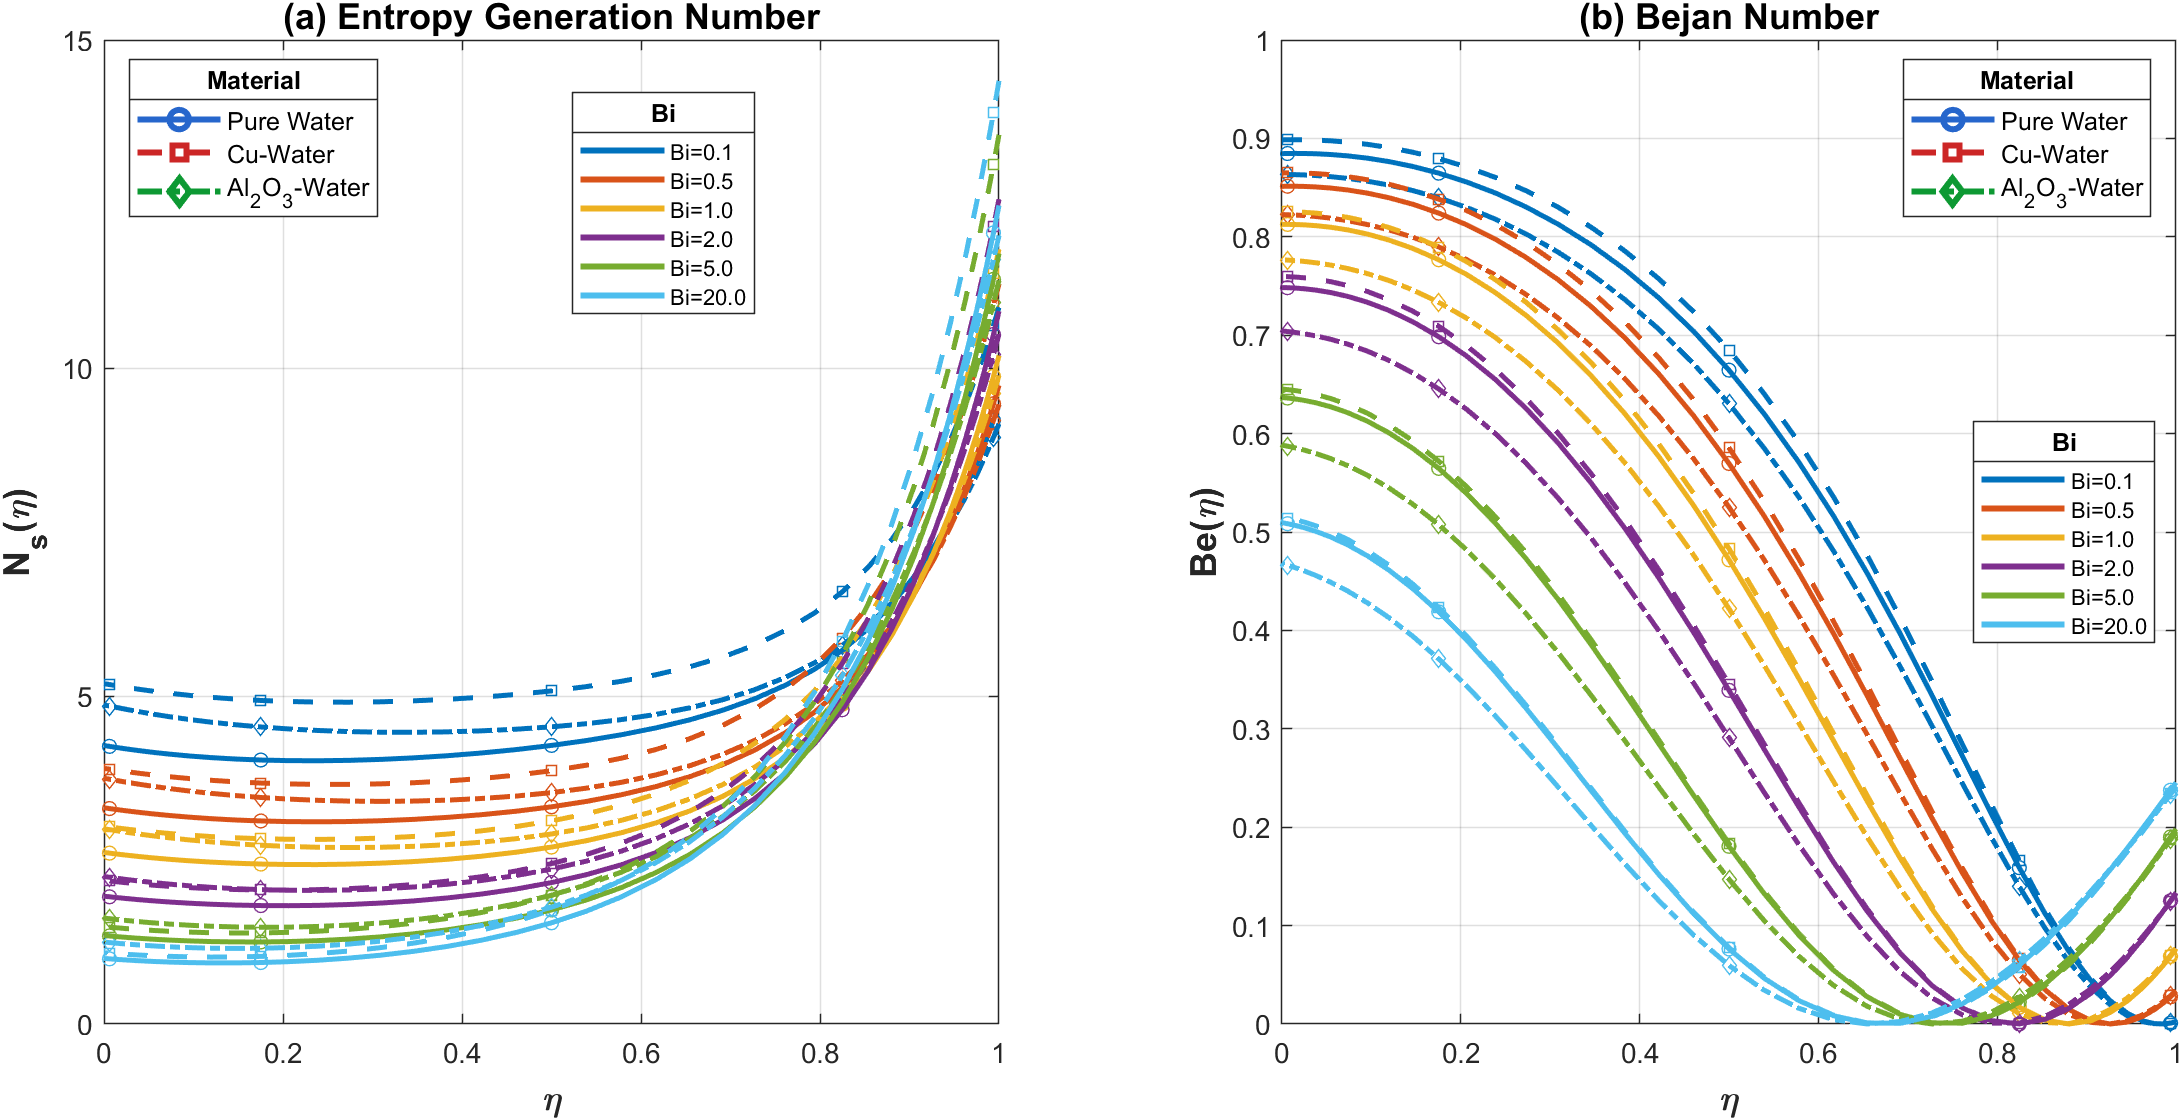 (a) Entropy Generation Number
15
10
5
0
0 0.2 0.4 0.6 0.8 1
Nₛ(η)
η
Material
Pure Water
Cu-Water
Al₂O₃-Water
Bi
Bi=0.1
Bi=0.5
Bi=1.0
Bi=2.0
Bi=5.0
Bi=20.0
(b) Bejan Number
1
0.9
0.8
0.7
0.6
0.5
0.4
0.3
0.2
0.1
0
0 0.2 0.4 0.6 0.8 1
Be(η)
η
Material
Pure Water
Cu-Water
Al₂O₃-Water
Bi
Bi=0.1
Bi=0.5
Bi=1.0
Bi=2.0
Bi=5.0
Bi=20.0